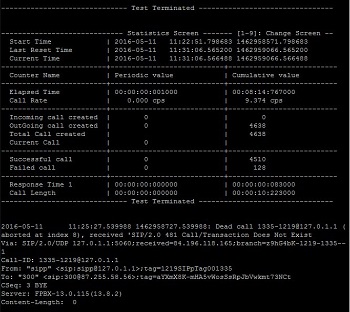 ------------------------------ Test Terminated --------------------------------
----------------------------- Statistics Screen ------- [1-9]: Change Screen --
Start Time | 2016-05-11 11:22:51.798683 1462958571.798683
Last Reset Time | 2016-05-11 11:31:06.565200 1462959066.565200
Current Time | 2016-05-11 11:31:06.566488 1462959066.566488
-------------------------+---------------------------+--------------------------
Counter Name | Periodic value | Cumulative value
-------------------------+---------------------------+--------------------------
Elapsed Time | 00:00:00:001000 | 00:08:14:767000
Call Rate | 0.000 cps | 9.374 cps
-------------------------+---------------------------+--------------------------
Incoming call created | 0 | 0
OutGoing call created | 0 | 4638
Total Call created | | 4638
Current Call | 0 |
-------------------------+---------------------------+--------------------------
Successful call | 0 | 4510
Failed call | 0 | 128
-------------------------+---------------------------+--------------------------
Response Time 1 | 00:00:00:000000 | 00:00:00:083000
Call Length | 00:00:00:000000 | 00:00:10:223000
------------------------------ Test Terminated --------------------------------
2016-05-11 11:25:27.539988 1462958727.539988: Dead call 1335-1219@127.0.1.1 (
aborted at index 8), received 'SIP/2.0 481 Call/Transaction Does Not Exist
Via: SIP/2.0/UDP 127.0.1.1:5060;received=84.196.118.165;branch=z9hG4bK-1219-1335-
Call-ID: 1335-1219@127.0.1.1
From: "sipp" <sip:sipp@127.0.1.1>;tag=1219SIPpTag001335
To: "300" <sip:300@87.255.58.56>;tag=
CSeq: 3 BYE
Server: FPBX-13.0.115(13.8.2)
Content-Length: 0